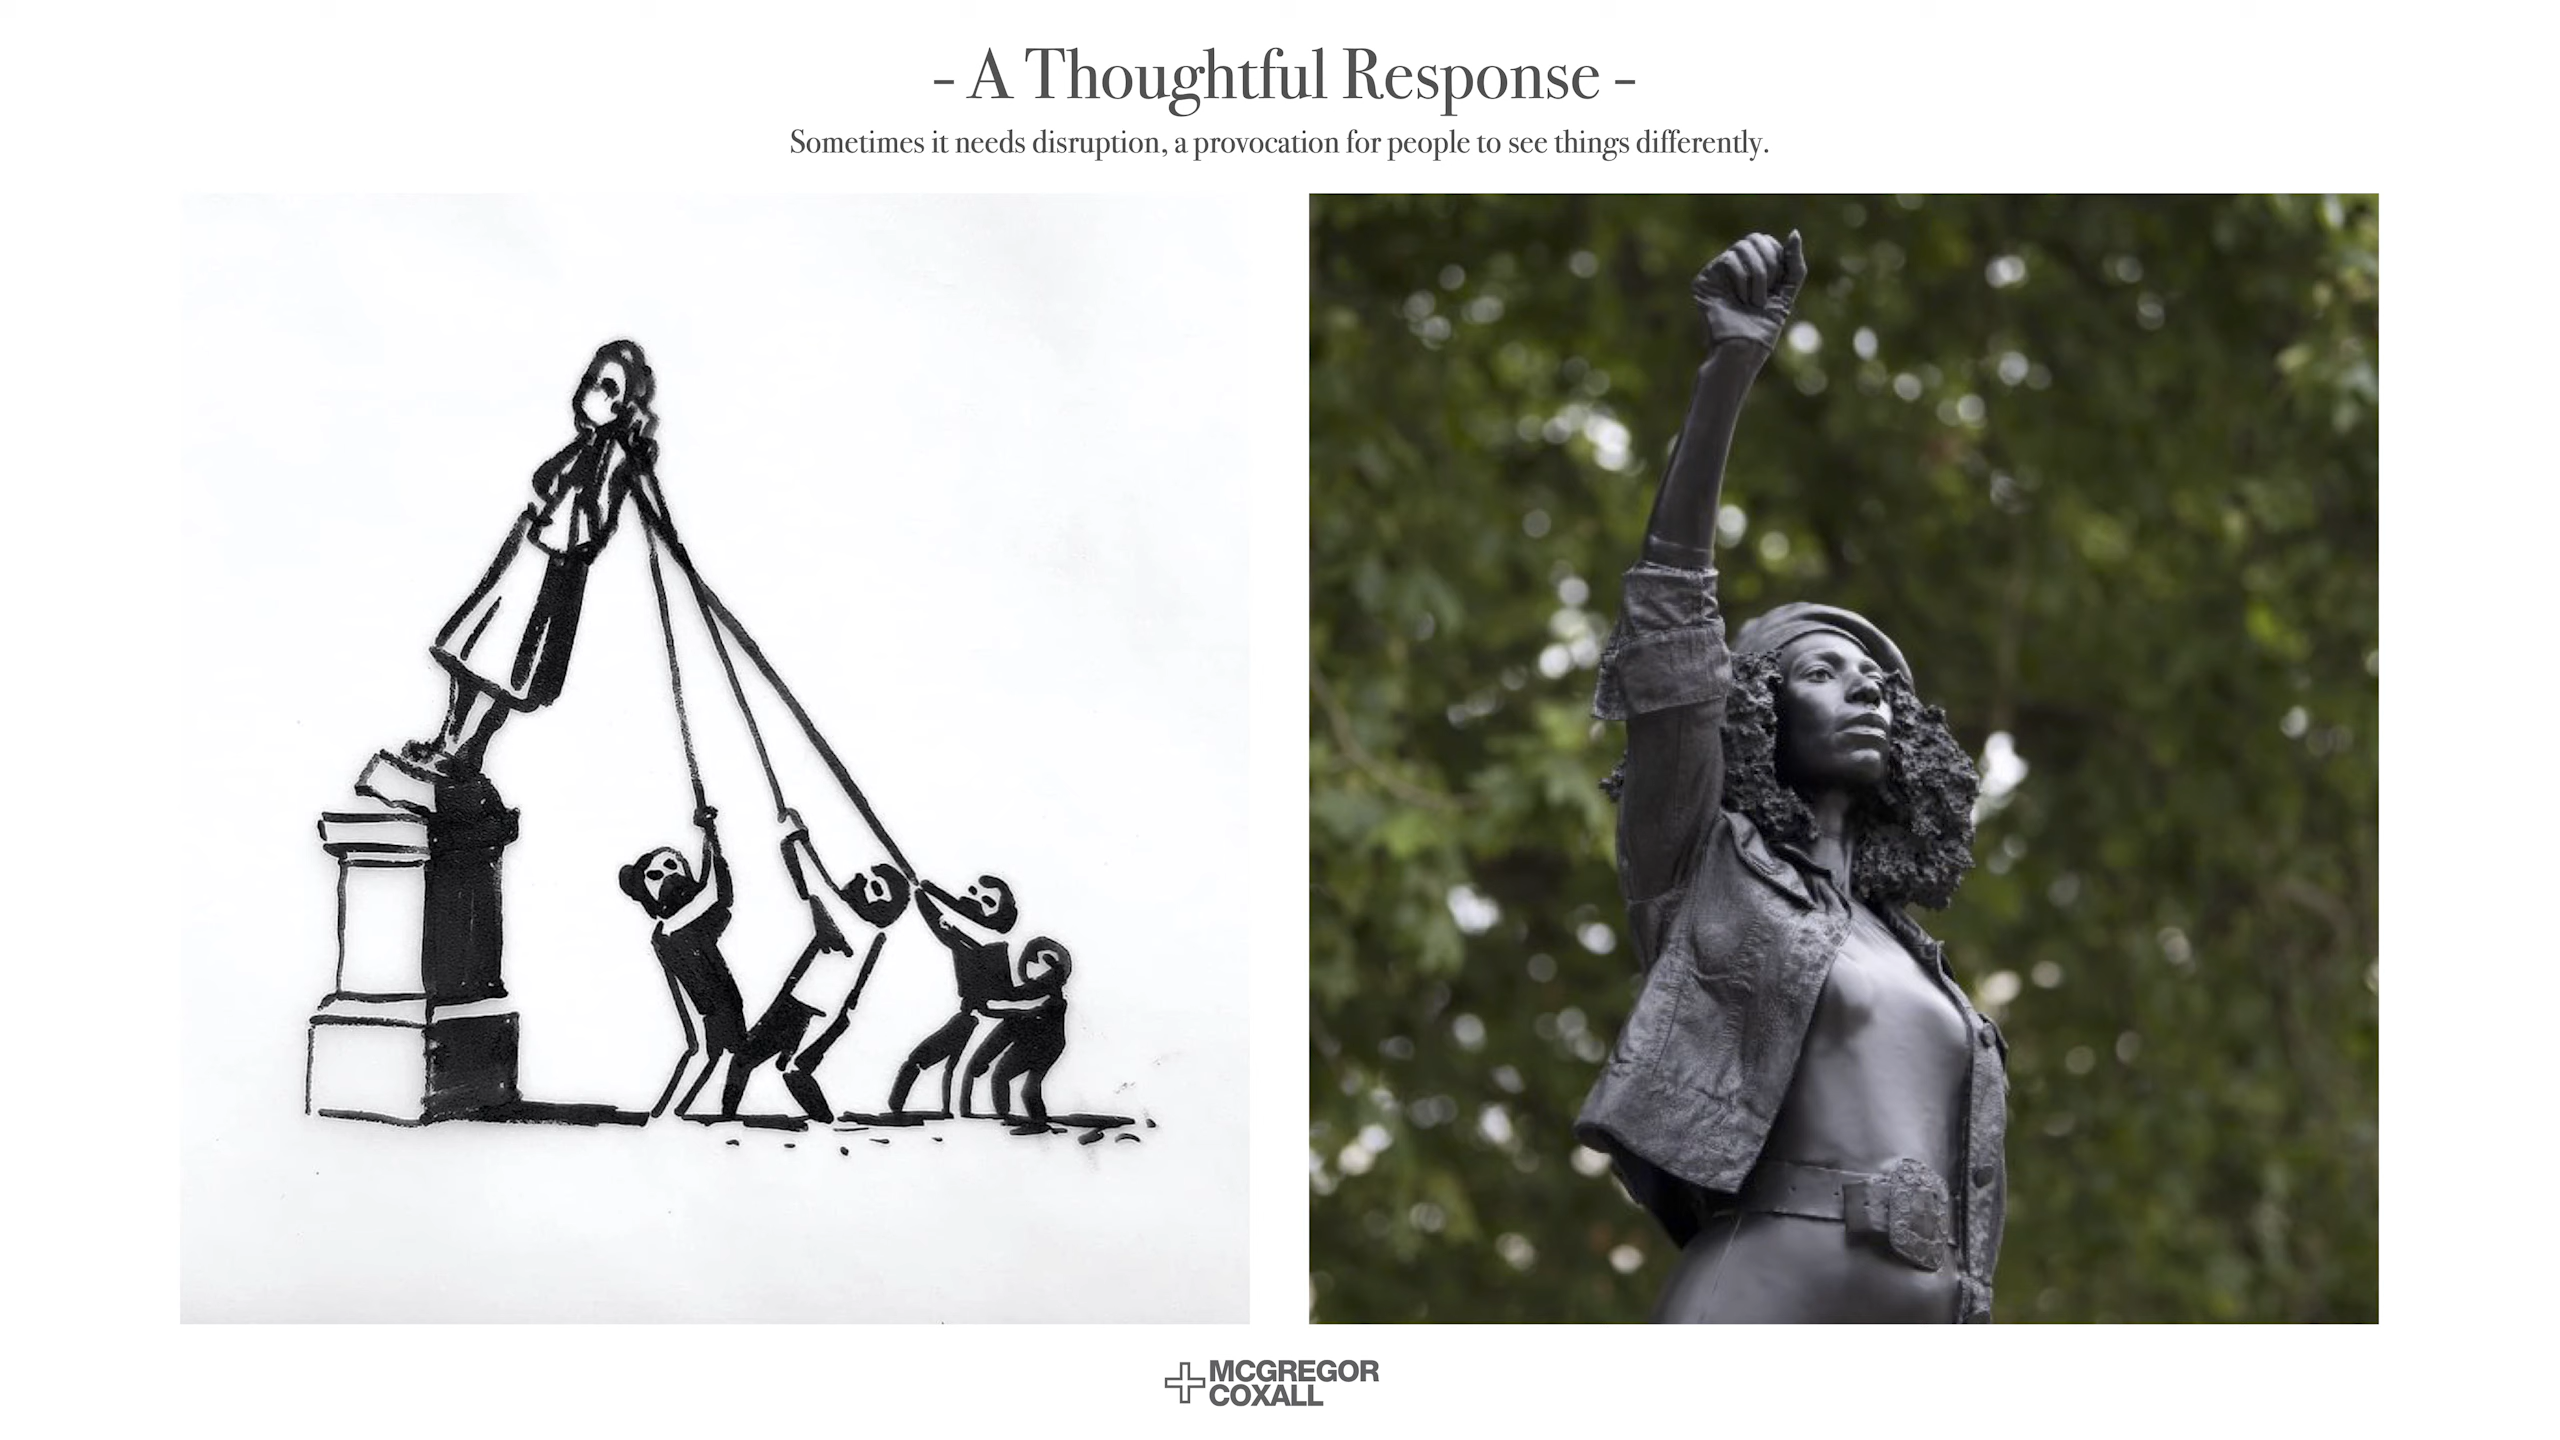 - A Thoughtful Response -
Sometimes it needs disruption, a provocation for people to see things differently.
MCGREGOR
COXALL